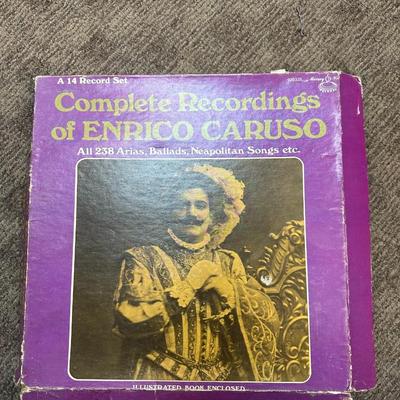 A 14 Record Set
Complete Recordings
of ENRICO CARUSO
All 238 Arias, Ballads, Neapolitan Songs etc.
ILLUSTRATED BOOK ENCLOSED